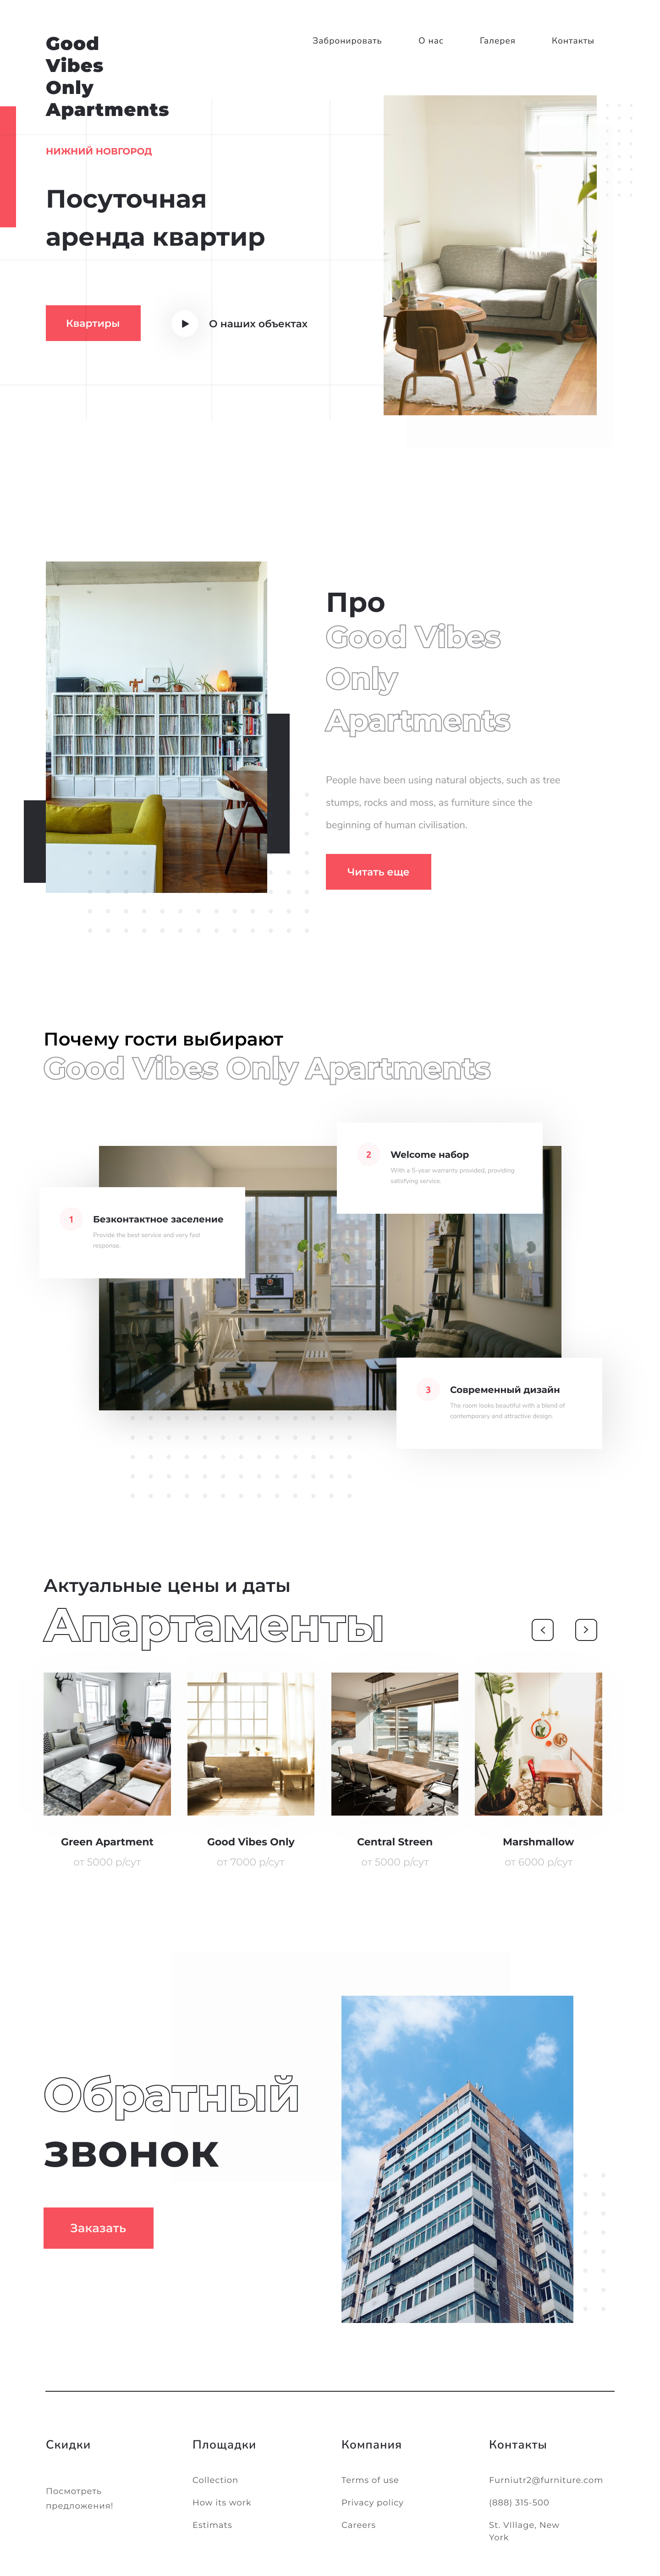 Good
Vibes
Only
Apartments
Забронировать
О нас
Галерея
Контакты
НИЖНИЙ НОВГОРОД
Посуточная
аренда квартир
Квартиры
О наших объектах
Про
Good Vibes
Only
Apartments
People have been using natural objects, such as tree
stumps, rocks and moss, as furniture since the
beginning of human civilisation.
Читать еще
Почему гости выбирают
Good Vibes Only Apartments
2
Welcome набор
With a 5-year warranty provided, providing
satisfying service.
1
Безконтактное заселение
Provide the best service and very fast
response.
3
Современный дизайн
The room looks beautiful with a blend of
contemporary and attractive design.
Актуальные цены и даты
Апартаменты
Green Apartment
от 5000 р/сут
Good Vibes Only
от 7000 р/сут
Central Streen
от 5000 р/сут
Marshmallow
от 6000 р/сут
Обратный
звонок
Заказать
Скидки
Посмотреть
предложения!
Площадки
Collection
How its work
Estimats
Компания
Terms of use
Privacy policy
Careers
Контакты
Furniutr2@furniture.com
(888) 315-500
St. VIllage, New
York